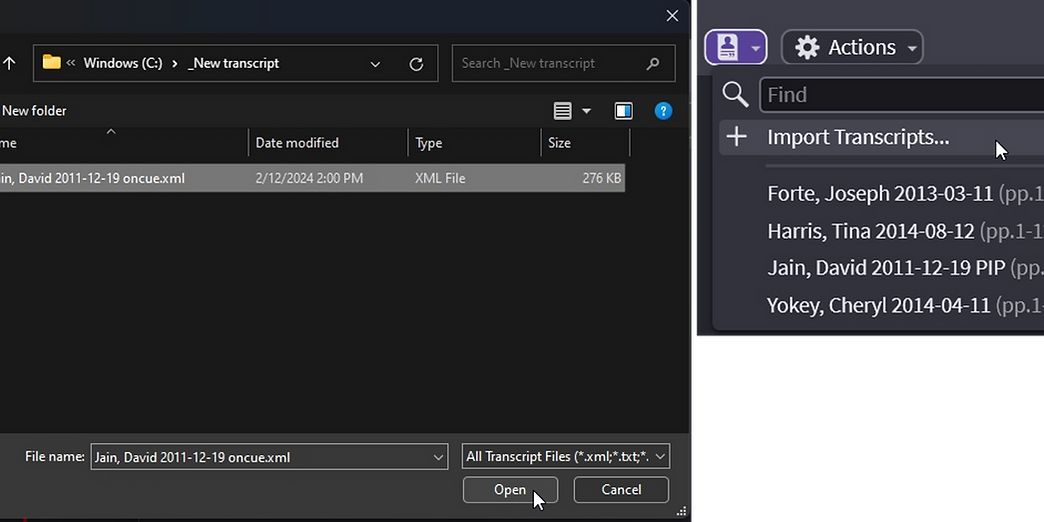 Windows (C:) › _New transcript
Search _New transcript
New folder
me Date modified Type Size
in, David 2011-12-19 oncue.xml 2/12/2024 2:00 PM XML File 276 KB
File name: Jain, David 2011-12-19 oncue.xml All Transcript Files (*.xml;*.txt;*.
Open Cancel
Actions
Find
Import Transcripts...
Forte, Joseph 2013-03-11 (pp.1
Harris, Tina 2014-08-12 (pp.1-1
Jain, David 2011-12-19 PIP (pp.
Yokey, Cheryl 2014-04-11 (pp.1-